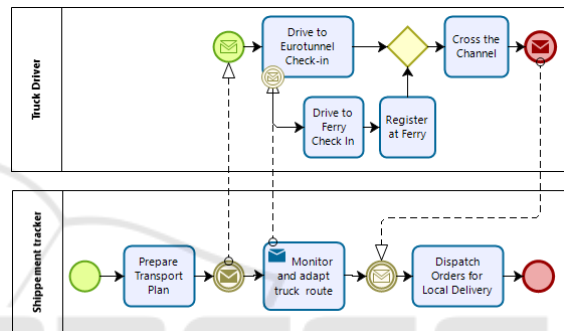 Truck Driver
Drive to
Eurotunnel
Check-in
Cross the
Channel
Drive to
Ferry
Check In
Register
at Ferry
Shippement tracker
Prepare
Transport
Plan
Monitor
and adapt
truck route
Dispatch
Orders for
Local Delivery